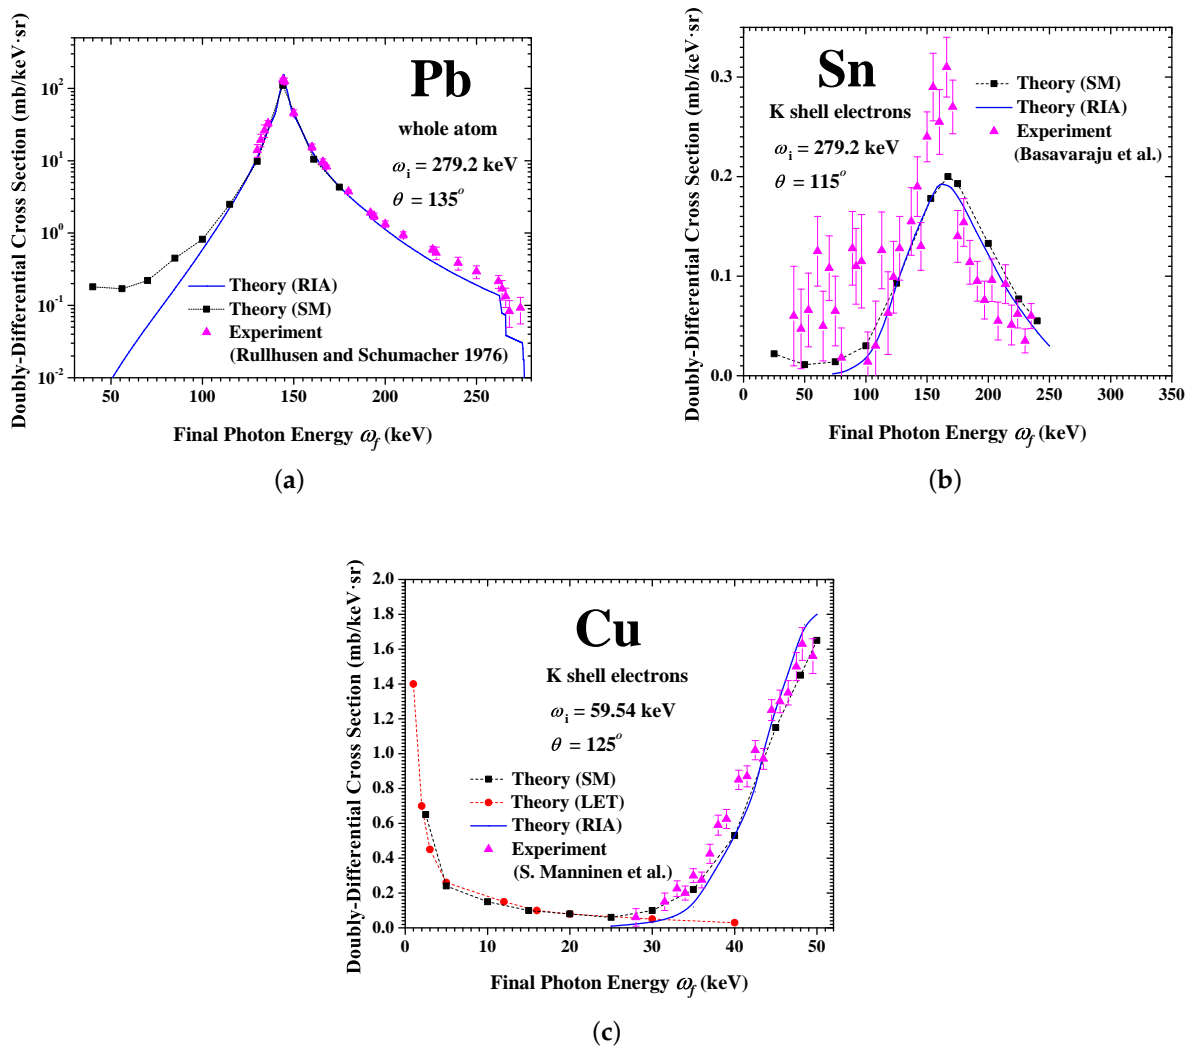 Doubly-Differential Cross Section (mb/keV·sr)
10²
10¹
10⁰
10⁻¹
10⁻²
Pb
whole atom
ω_i = 279.2 keV
θ = 135°
Theory (RIA)
Theory (SM)
Experiment
(Rullhusen and Schumacher 1976)
50 100 150 200 250
Final Photon Energy ω_f (keV)
(a)
Doubly-Differential Cross Section (mb/keV·sr)
0.3
0.2
0.1
0.0
Sn
K shell electrons
ω_i = 279.2 keV
θ = 115°
Theory (SM)
Theory (RIA)
Experiment
(Basavaraju et al.)
0 50 100 150 200 250 300 350
Final Photon Energy ω_f (keV)
(b)
Doubly-Differential Cross Section (mb/keV·sr)
2.0
1.8
1.6
1.4
1.2
1.0
0.8
0.6
0.4
0.2
0.0
Cu
K shell electrons
ω_i = 59.54 keV
θ = 125°
Theory (SM)
Theory (LET)
Theory (RIA)
Experiment
(S. Manninen et al.)
0 10 20 30 40 50
Final Photon Energy ω_f (keV)
(c)